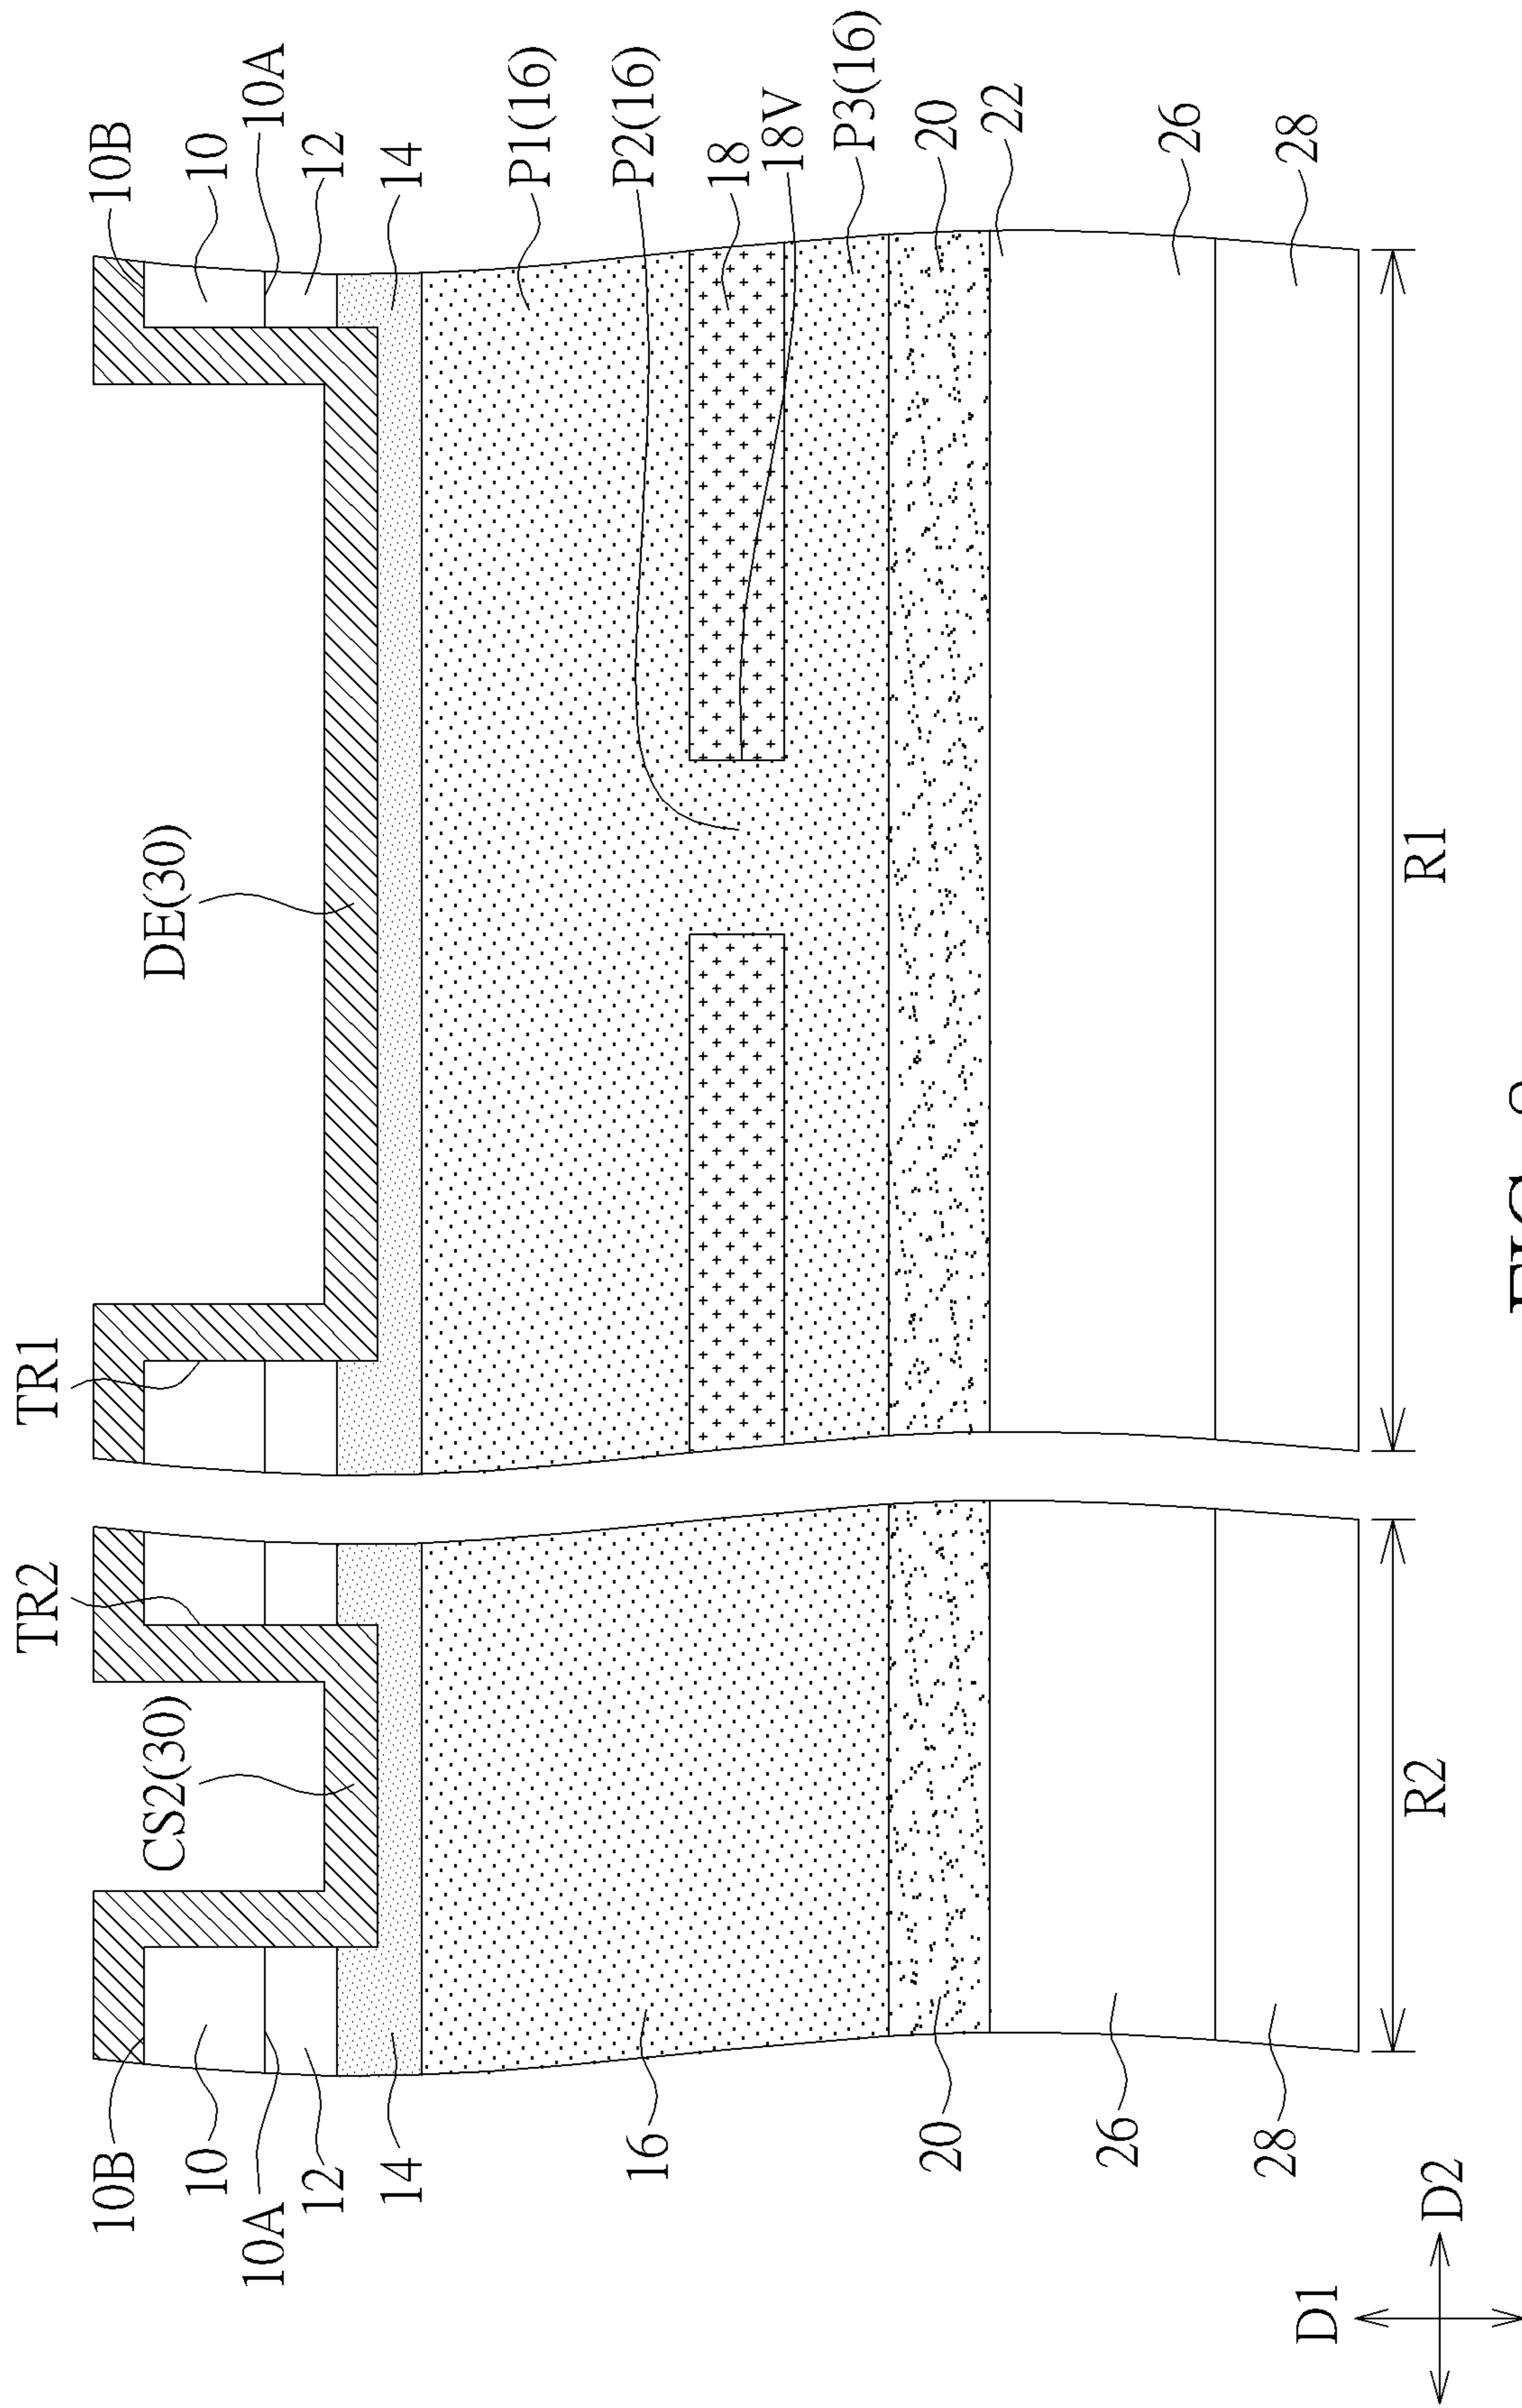 TR2
TR1
CS2(30)
DE(30)
10B
10
10A
12
14
16
20
26
28
10B
10
10A
12
14
P1(16)
P2(16)
18
18V
P3(16)
20
22
26
28
R2
R1
D1
D2
FIG.